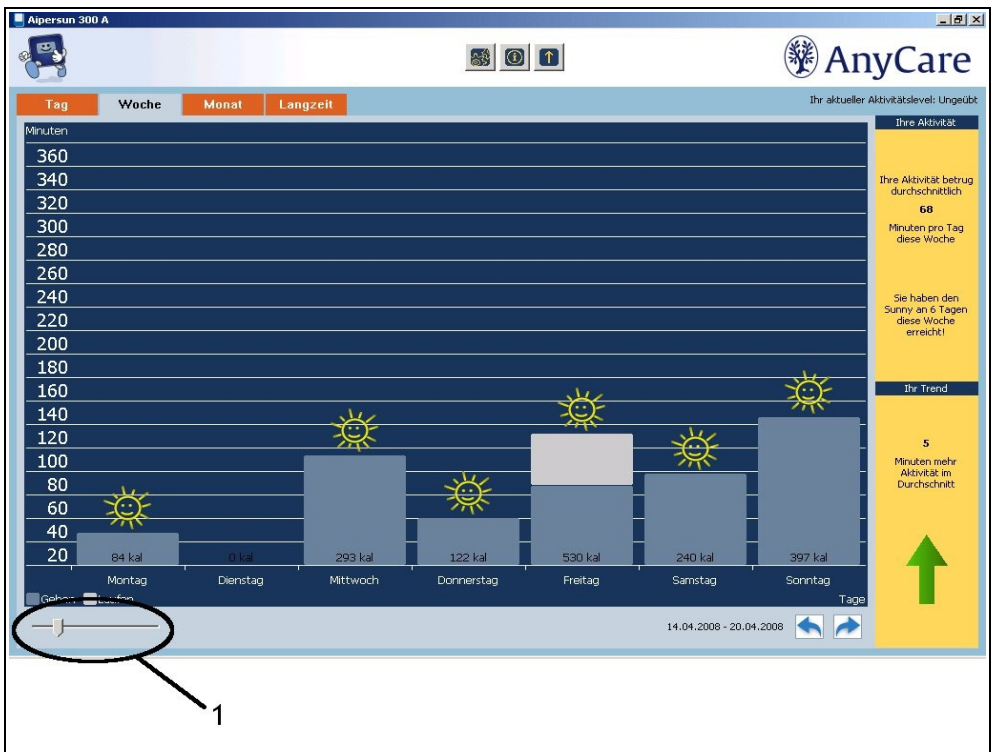 Aipersun 300 A
AnyCare
Tag Woche Monat Langzeit
Ihr aktueller Aktivitätslevel: Ungeübt
Minuten
360
340
320
300
280
260
240
220
200
180
160
140
120
100
80
60
40
20
84 kal 0 kal 293 kal 122 kal 530 kal 240 kal 397 kal
Montag Dienstag Mittwoch Donnerstag Freitag Samstag Sonntag
Gehen Laufen
Tage
14.04.2008 - 20.04.2008
Ihre Aktivität
Ihre Aktivität betrug
durchschnittlich
68
Minuten pro Tag
diese Woche
Sie haben den
Sunny an 6 Tagen
diese Woche
erreicht!
Ihr Trend
5
Minuten mehr
Aktivität im
Durchschnitt
1